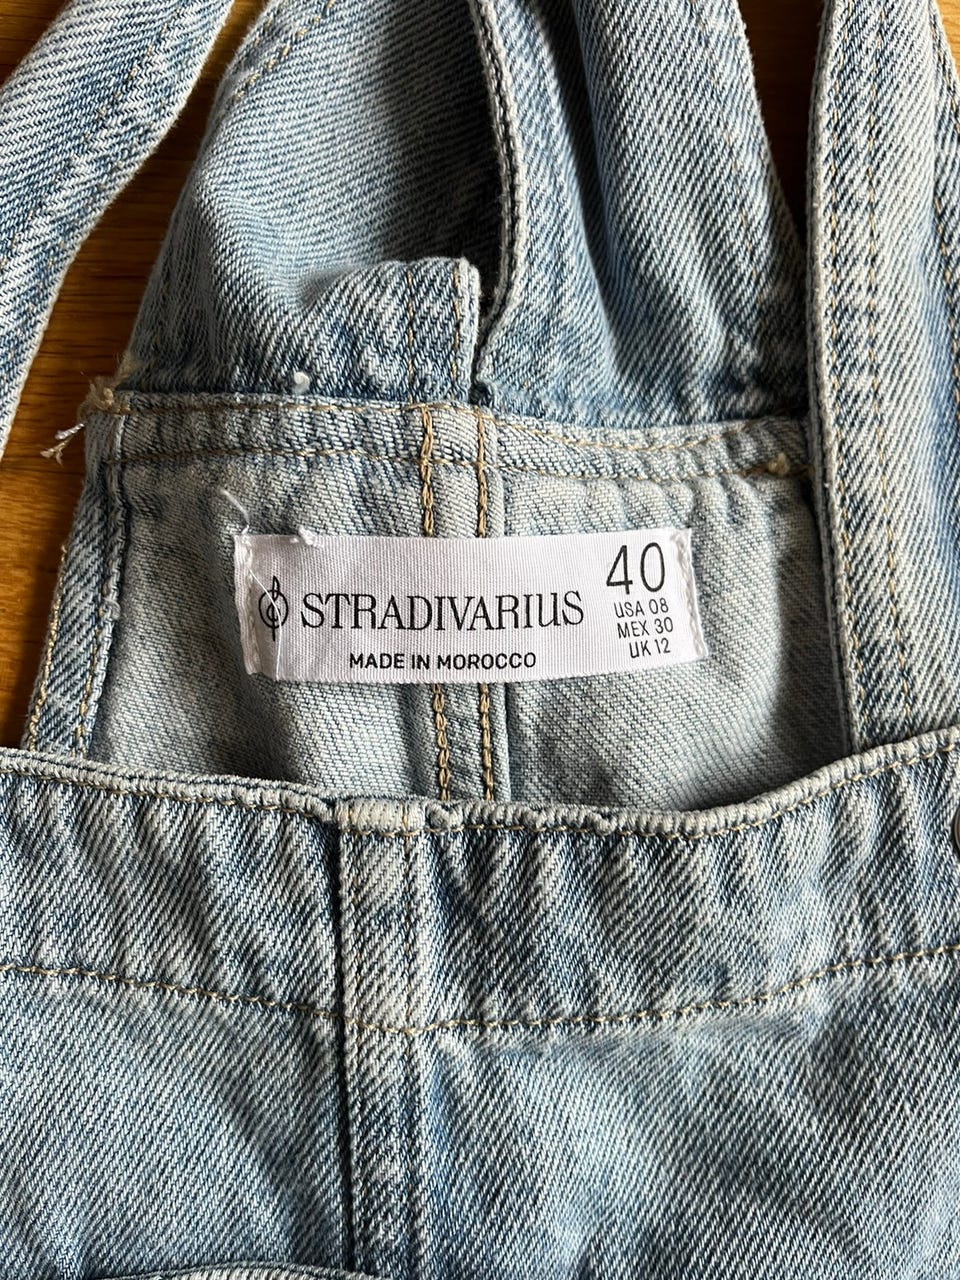 STRADIVARIUS
MADE IN MOROCCO
40
USA 08
MEX 30
UK 12